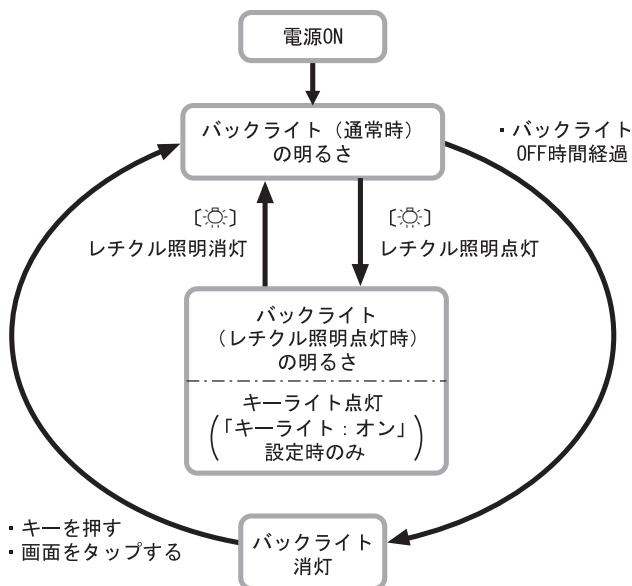 電源ON
バックライト（通常時）
の明るさ
・バックライト
OFF時間経過
〔〕
レチクル照明消灯
〔〕
レチクル照明点灯
バックライト
（レチクル照明点灯時）
の明るさ
キーライト点灯
（「キーライト：オン」）
設定時のみ
・キーを押す
・画面をタップする
バックライト
消灯